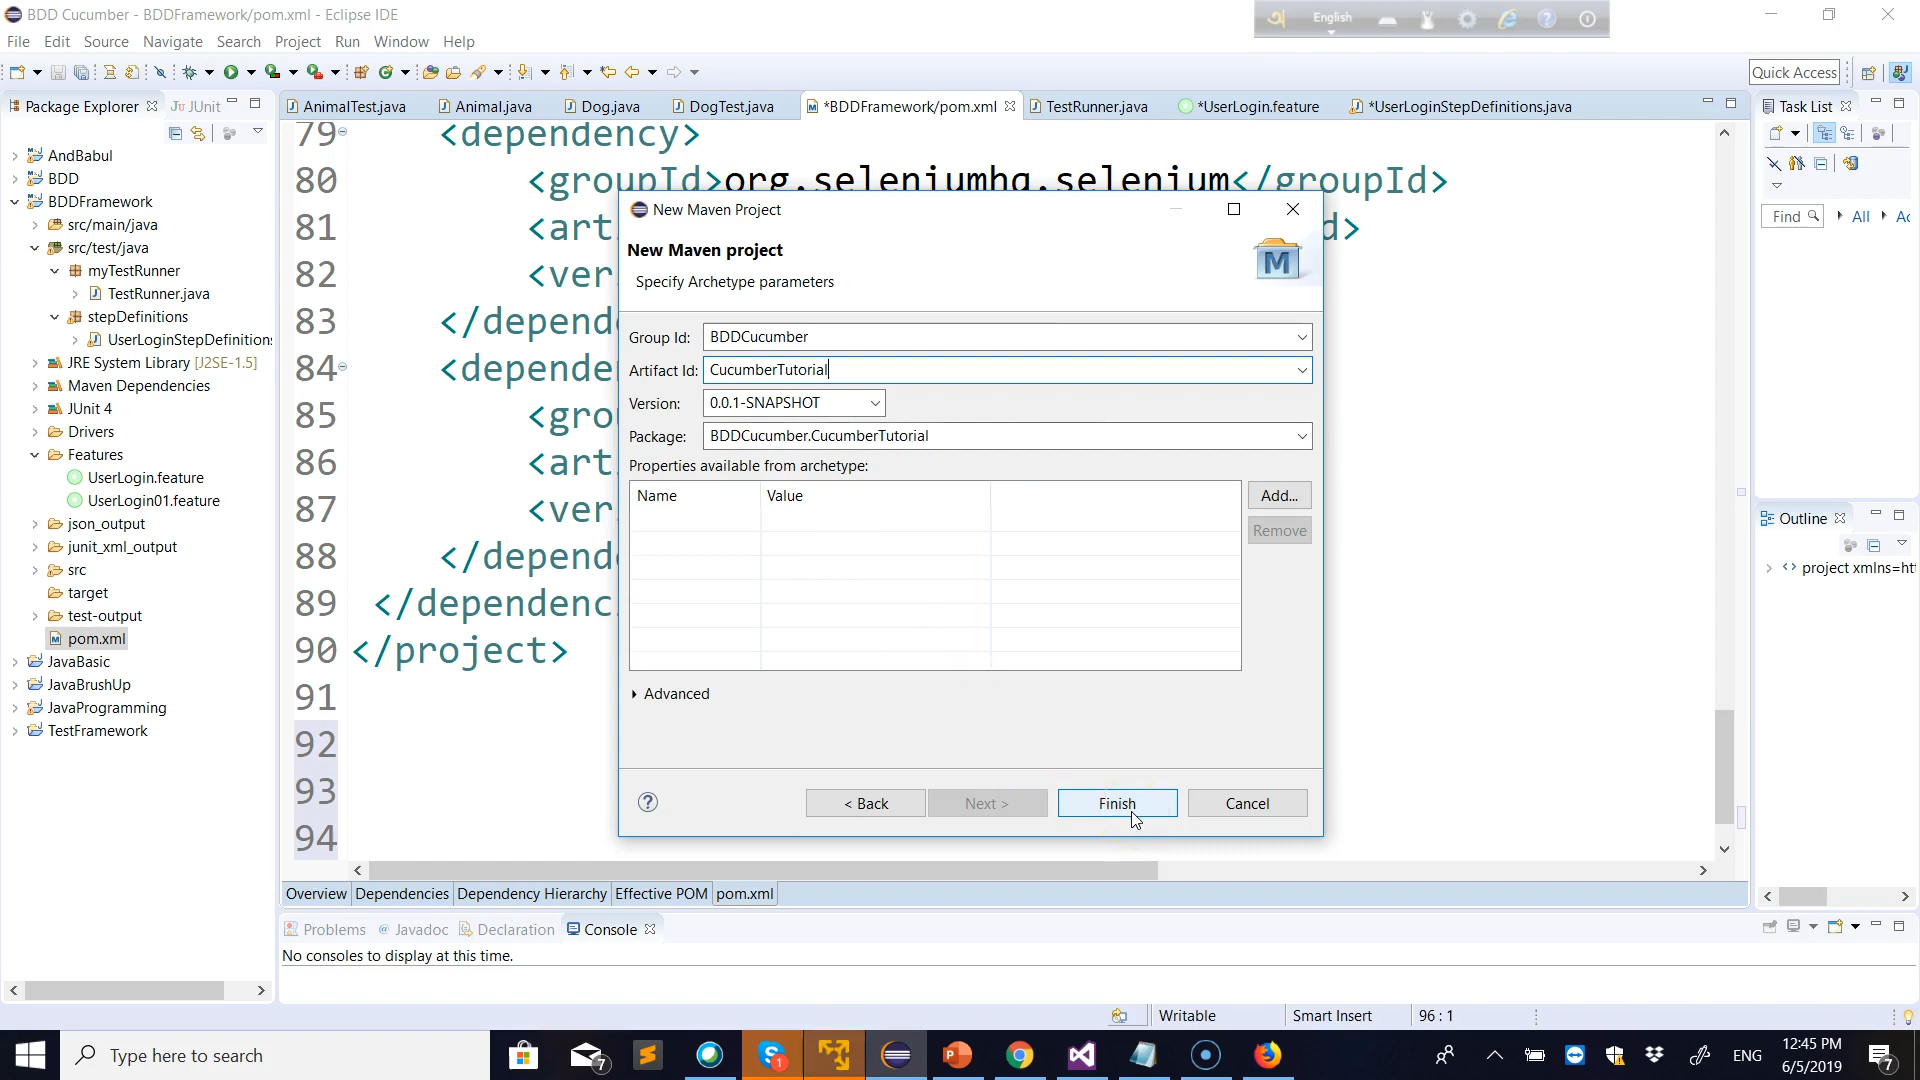 BDD Cucumber - BDDFramework/pom.xml - Eclipse IDE
English
File Edit Source Navigate Search Project Run Window Help
Quick Access
Package Explorer JUnit
AnimalTest.java Animal.java Dog.java DogTest.java *BDDFramework/pom.xml TestRunner.java *UserLogin.feature *UserLoginStepDefinitions.java
Task List
AndBabul
BDD
BDDFramework
src/main/java
src/test/java
myTestRunner
TestRunner.java
stepDefinitions
UserLoginStepDefinitions
JRE System Library [J2SE-1.5]
Maven Dependencies
JUnit 4
Drivers
Features
UserLogin.feature
UserLogin01.feature
json_output
junit_xml_output
src
target
test-output
pom.xml
JavaBasic
JavaBrushUp
JavaProgramming
TestFramework
79 <dependency>
80 <groupId>org.seleniumhq.selenium</groupId>
81 <art d>
82 <ver
83 </depend
84 <depende
85 <gro
86 <art
87 <ver
88 </depend
89 </dependenc
90 </project>
91
92
93
94
New Maven Project
New Maven project
Specify Archetype parameters
M
Group Id: BDDCucumber
Artifact Id: CucumberTutorial
Version: 0.0.1-SNAPSHOT
Package: BDDCucumber.CucumberTutorial
Properties available from archetype:
Name Value
Add...
Remove
Advanced
< Back Next > Finish Cancel
Find All Ac
Outline
project xmlns=htt
Overview Dependencies Dependency Hierarchy Effective POM pom.xml
Problems Javadoc Declaration Console
No consoles to display at this time.
Writable Smart Insert 96 : 1
Type here to search
7
1
ENG
12:45 PM
6/5/2019
7